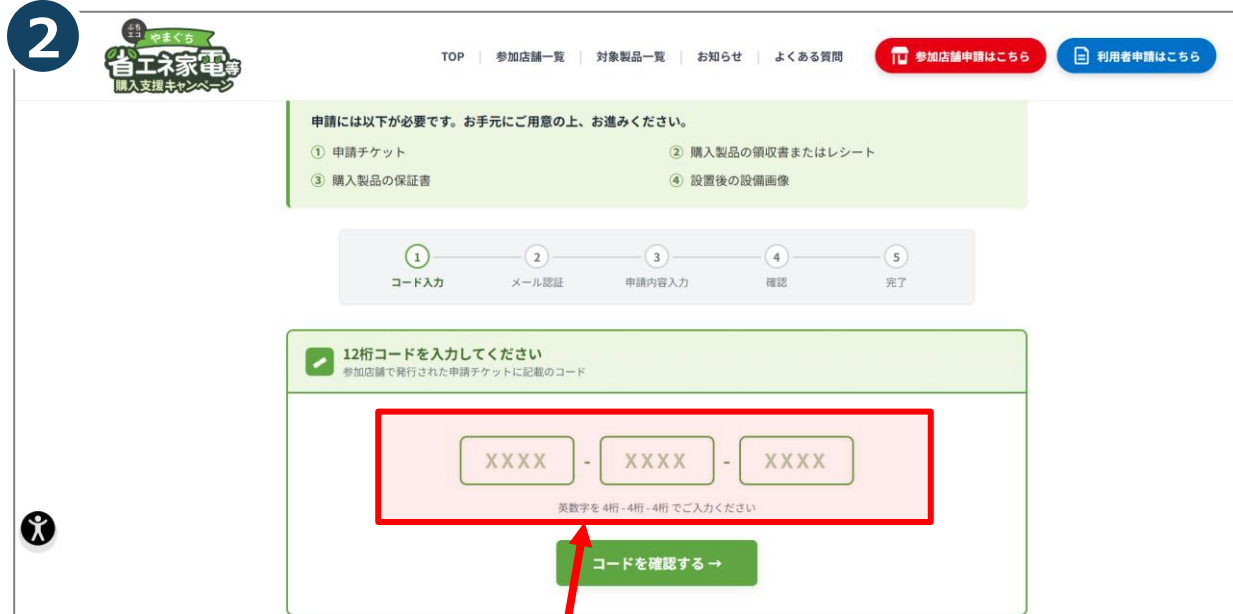 2
ぷち
エコ
やまぐち
省エネ家電等
購入支援キャンペーン
TOP
参加店舗一覧
対象製品一覧
お知らせ
よくある質問
参加店舗申請はこちら
利用者申請はこちら
申請には以下が必要です。お手元にご用意の上、お進みください。
① 申請チケット
② 購入製品の領収書またはレシート
③ 購入製品の保証書
④ 設置後の設備画像
1
コード入力
2
メール認証
3
申請内容入力
4
確認
5
完了
12桁コードを入力してください
参加店舗で発行された申請チケットに記載のコード
XXXX - XXXX - XXXX
英数字を 4桁 - 4桁 - 4桁 でご入力ください
コードを確認する →